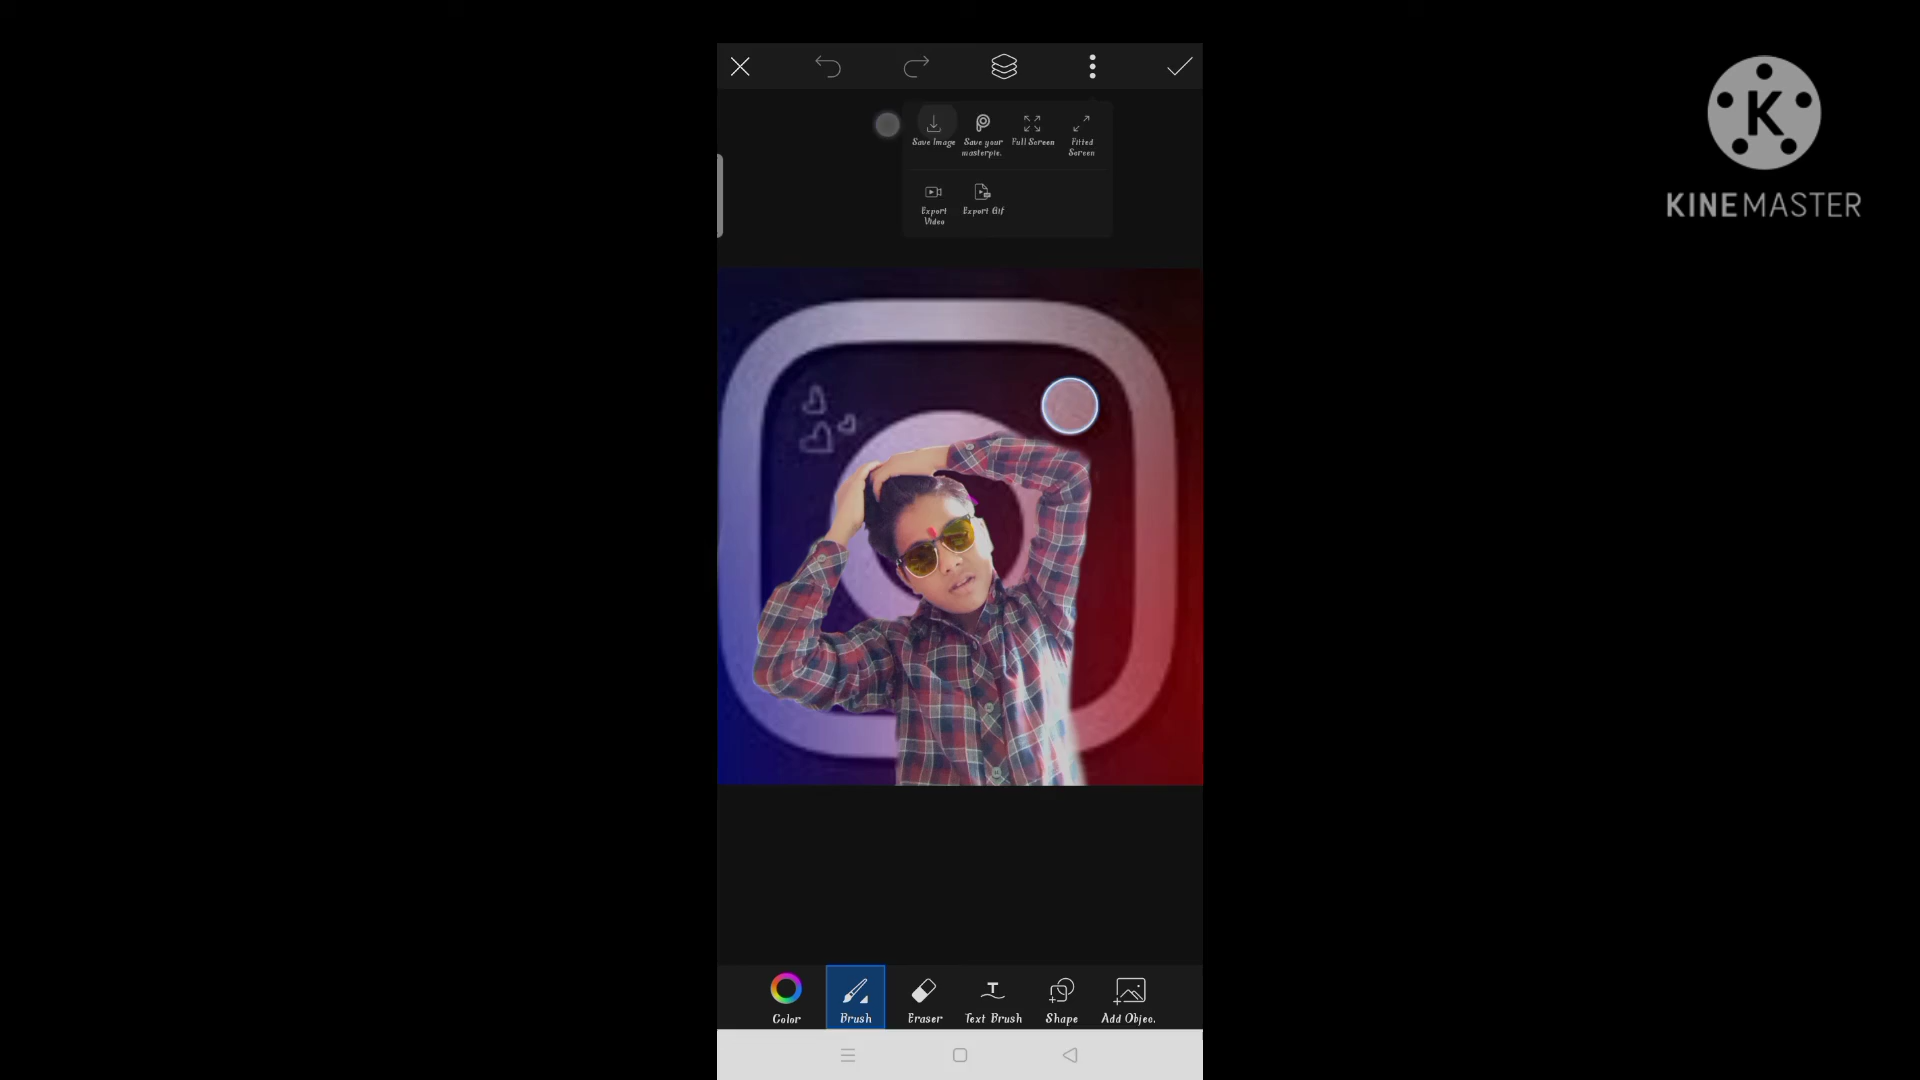 KINEMASTER
Save Image
Save your masterpie.
Full Screen
Fitted Screen
Export Video
Export Gif
Color
Brush
Eraser
Text Brush
Shape
Add Objec.